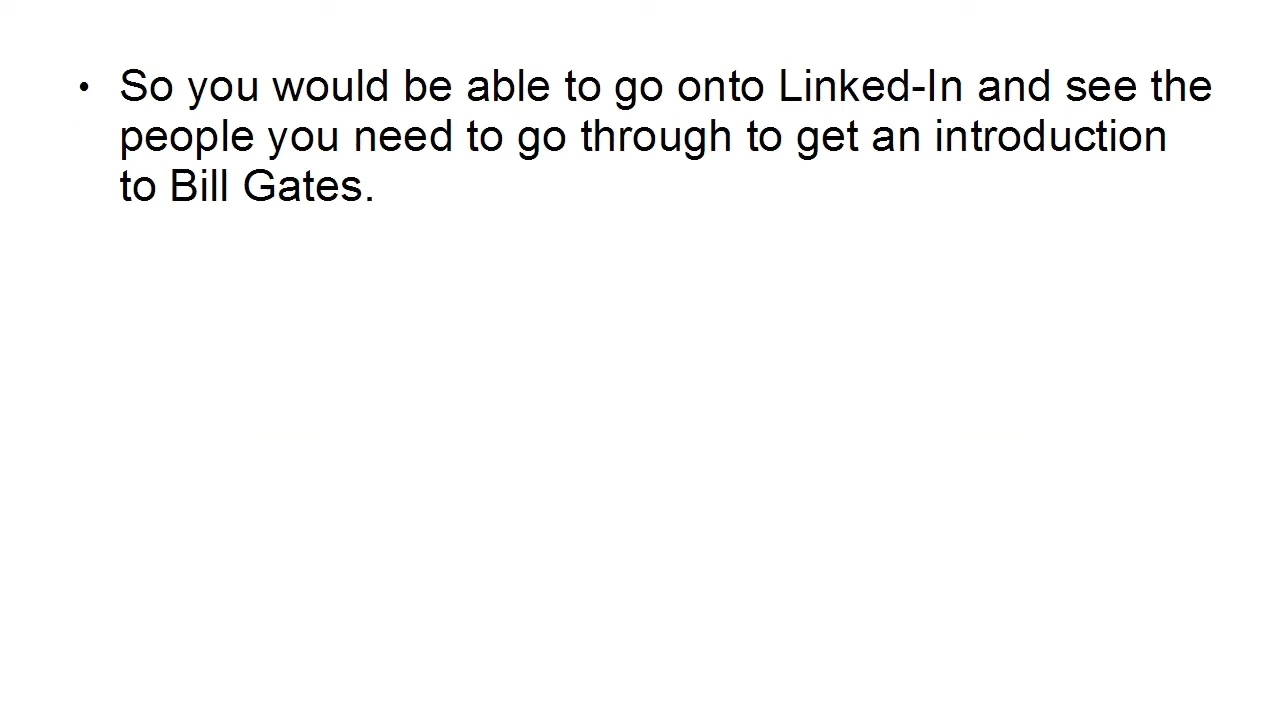 • So you would be able to go onto Linked-In and see the
people you need to go through to get an introduction
to Bill Gates.